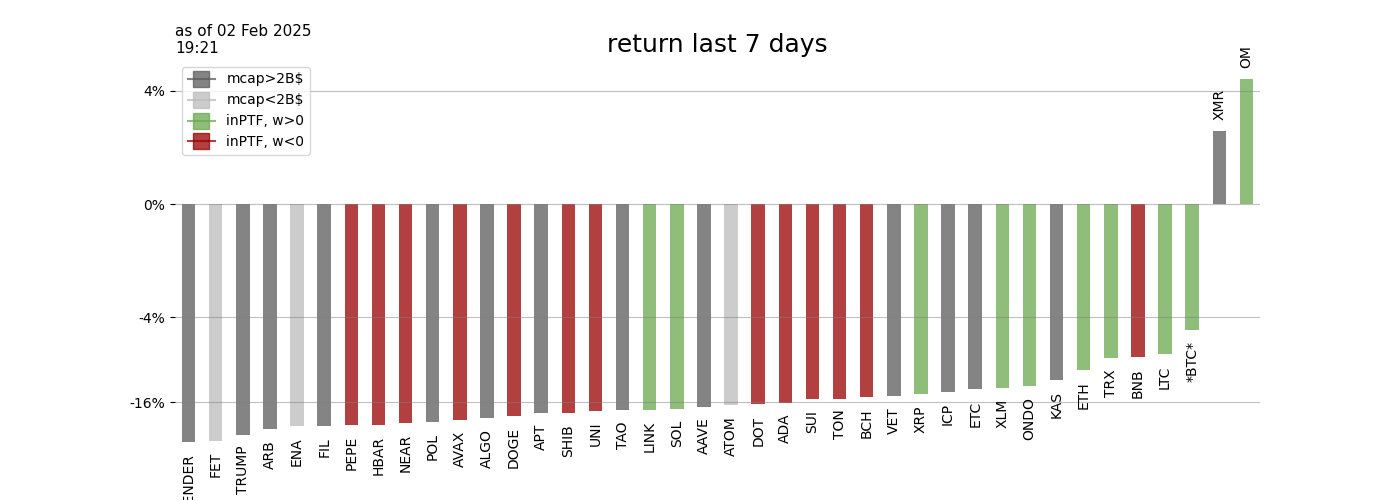 as of 02 Feb 2025
19:21
return last 7 days
mcap>2B$
mcap<2B$
inPTF, w>0
inPTF, w<0
4%
0%
-4%
-16%
ENDER
FET
TRUMP
ARB
ENA
FIL
PEPE
HBAR
NEAR
POL
AVAX
ALGO
DOGE
APT
SHIB
UNI
TAO
LINK
SOL
AAVE
ATOM
DOT
ADA
SUI
TON
BCH
VET
XRP
ICP
ETC
XLM
ONDO
KAS
ETH
TRX
BNB
LTC
*BTC*
XMR
OM